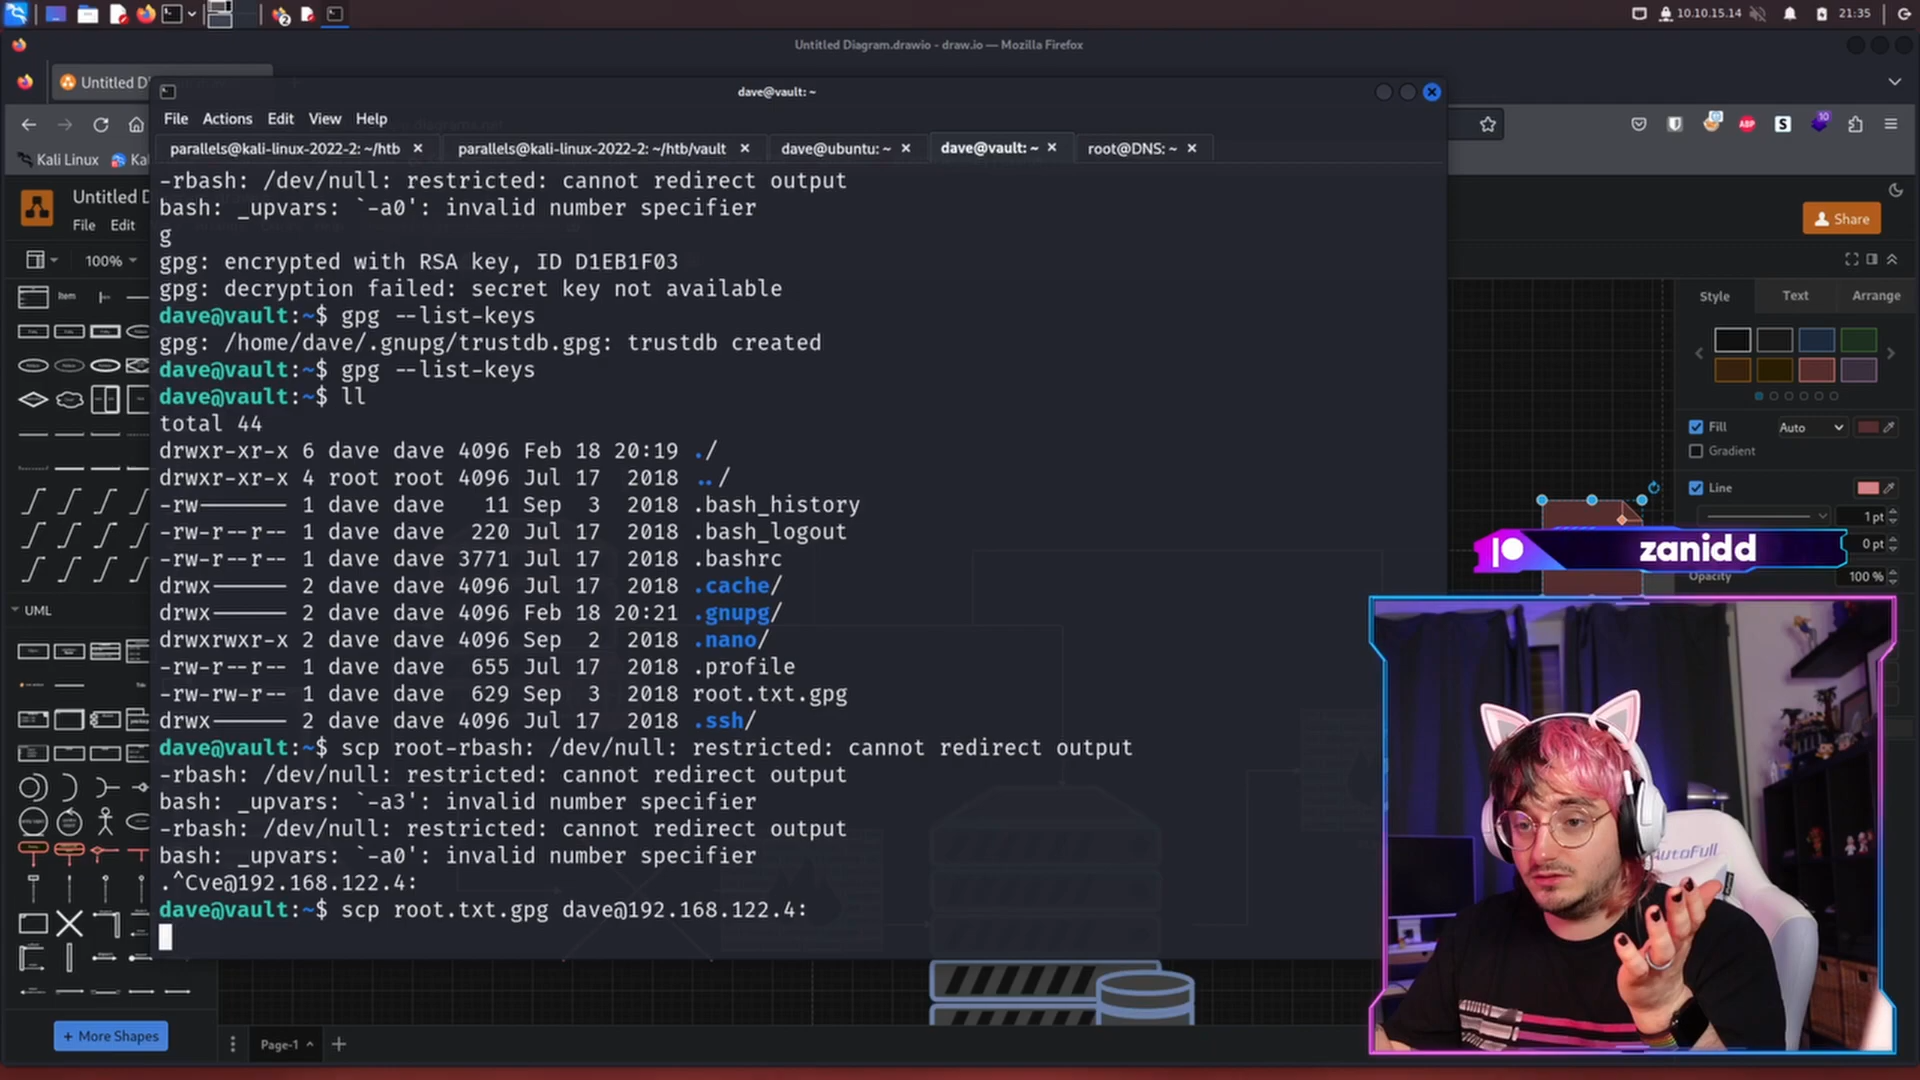 10.10.15.14
21:35
Untitled Diagram.drawio - draw.io — Mozilla Firefox
Untitled D
dave@vault: ~
File Actions Edit View Help
Kali Linux
Ka
parallels@kali-linux-2022-2: ~/htb
parallels@kali-linux-2022-2: ~/htb/vault
dave@ubuntu: ~
dave@vault: ~
root@DNS: ~
ABP
S
10
2
Untitled D
File Edit
100%
Share
-rbash: /dev/null: restricted: cannot redirect output
bash: _upvars: `-a0': invalid number specifier
g
gpg: encrypted with RSA key, ID D1EB1F03
gpg: decryption failed: secret key not available
dave@vault:~$ gpg --list-keys
gpg: /home/dave/.gnupg/trustdb.gpg: trustdb created
dave@vault:~$ gpg --list-keys
dave@vault:~$ ll
total 44
drwxr-xr-x 6 dave dave 4096 Feb 18 20:19 ./
drwxr-xr-x 4 root root 4096 Jul 17  2018 ../
-rw------- 1 dave dave   11 Sep  3  2018 .bash_history
-rw-r--r-- 1 dave dave  220 Jul 17  2018 .bash_logout
-rw-r--r-- 1 dave dave 3771 Jul 17  2018 .bashrc
drwx------ 2 dave dave 4096 Jul 17  2018 .cache/
drwx------ 2 dave dave 4096 Feb 18 20:21 .gnupg/
drwxrwxr-x 2 dave dave 4096 Sep  2  2018 .nano/
-rw-r--r-- 1 dave dave  655 Jul 17  2018 .profile
-rw-rw-r-- 1 dave dave  629 Sep  3  2018 root.txt.gpg
drwx------ 2 dave dave 4096 Jul 17  2018 .ssh/
dave@vault:~$ scp root-rbash: /dev/null: restricted: cannot redirect output
-rbash: /dev/null: restricted: cannot redirect output
bash: _upvars: `-a3': invalid number specifier
-rbash: /dev/null: restricted: cannot redirect output
bash: _upvars: `-a0': invalid number specifier
.^Cve@192.168.122.4:
dave@vault:~$ scp root.txt.gpg dave@192.168.122.4:
Item
UML
+ More Shapes
Page-1
Style Text Arrange
Fill Auto
Gradient
Line
1 pt
0 pt
Opacity 100 %
zanidd
AutoFull